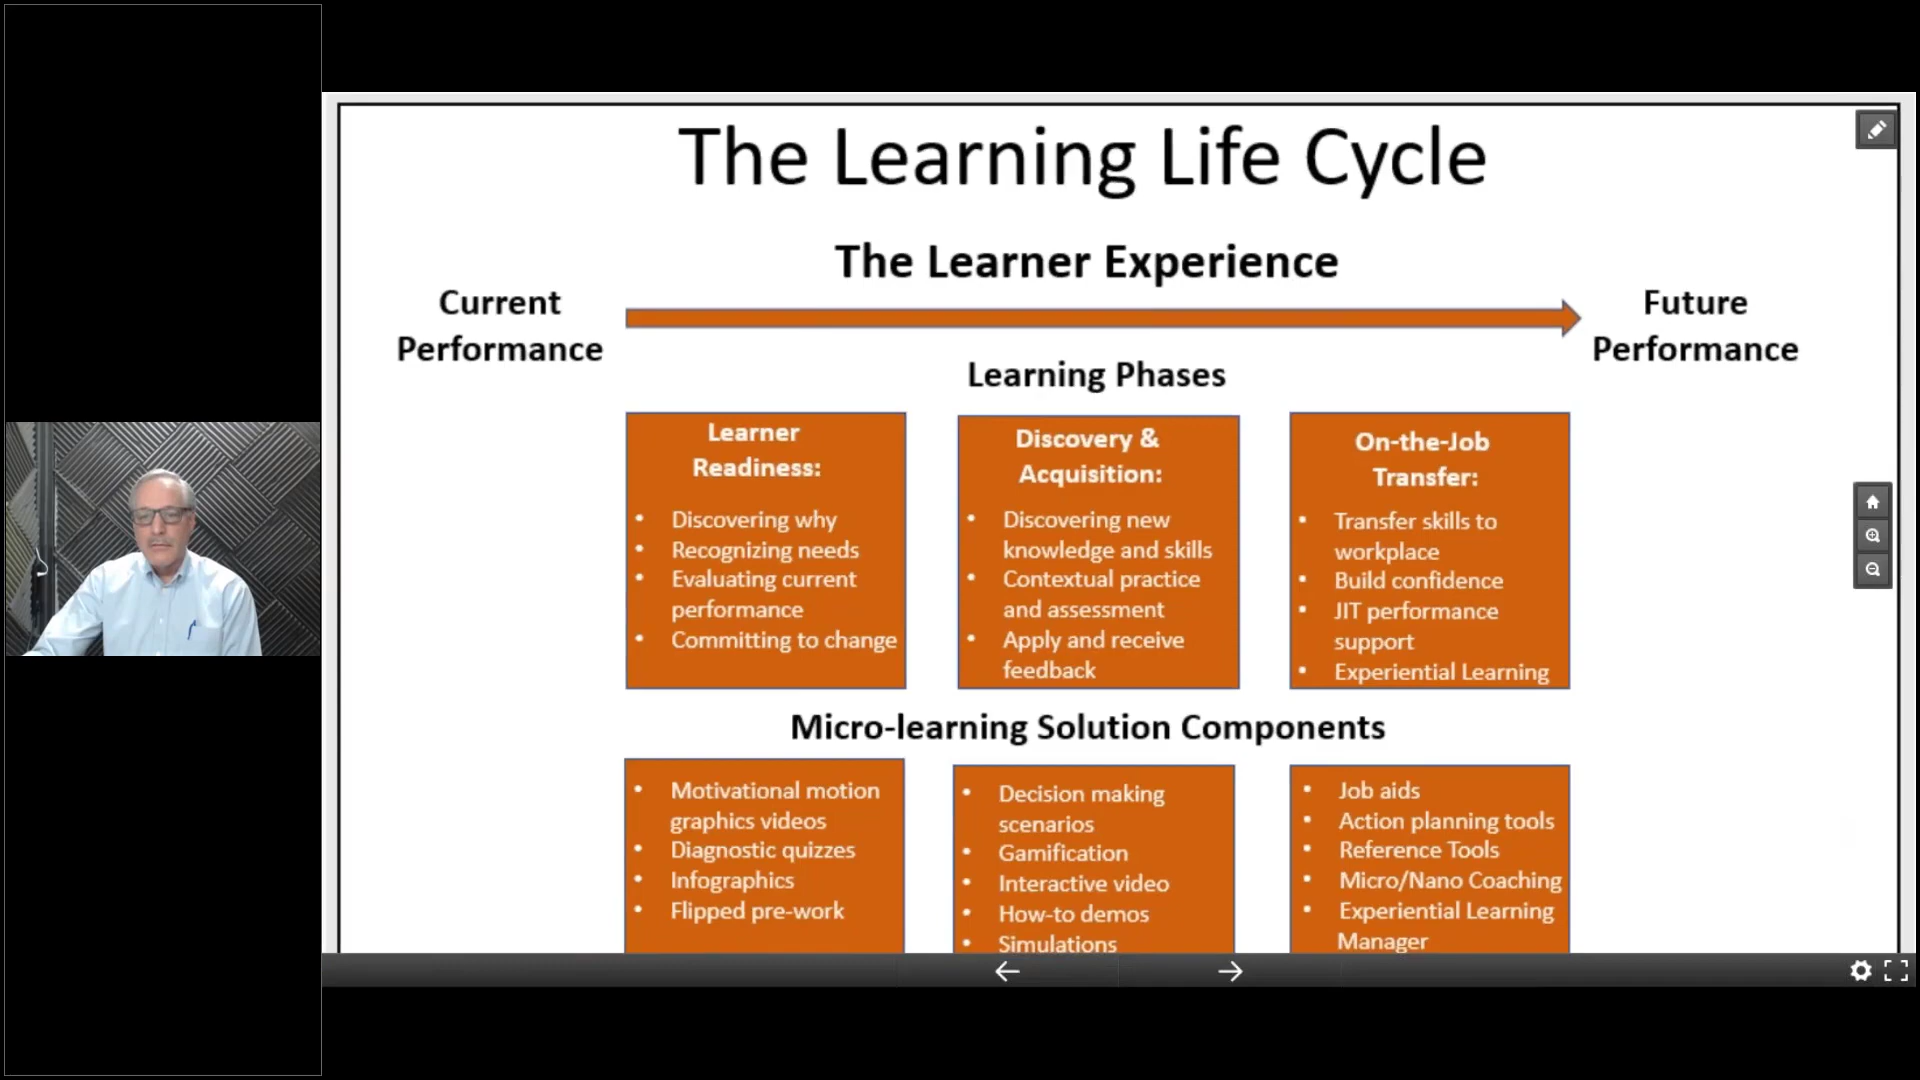 The Learning Life Cycle
The Learner Experience
Current
Performance
Future
Performance
Learning Phases
Learner
Readiness:
• Discovering why
• Recognizing needs
• Evaluating current
performance
• Committing to change
Discovery &
Acquisition:
• Discovering new
knowledge and skills
• Contextual practice
and assessment
• Apply and receive
feedback
On-the-Job
Transfer:
• Transfer skills to
workplace
• Build confidence
• JIT performance
support
• Experiential Learning
Micro-learning Solution Components
• Motivational motion
graphics videos
• Diagnostic quizzes
• Infographics
• Flipped pre-work
• Decision making
scenarios
• Gamification
• Interactive video
• How-to demos
• Simulations
• Job aids
• Action planning tools
• Reference Tools
• Micro/Nano Coaching
• Experiential Learning
Manager